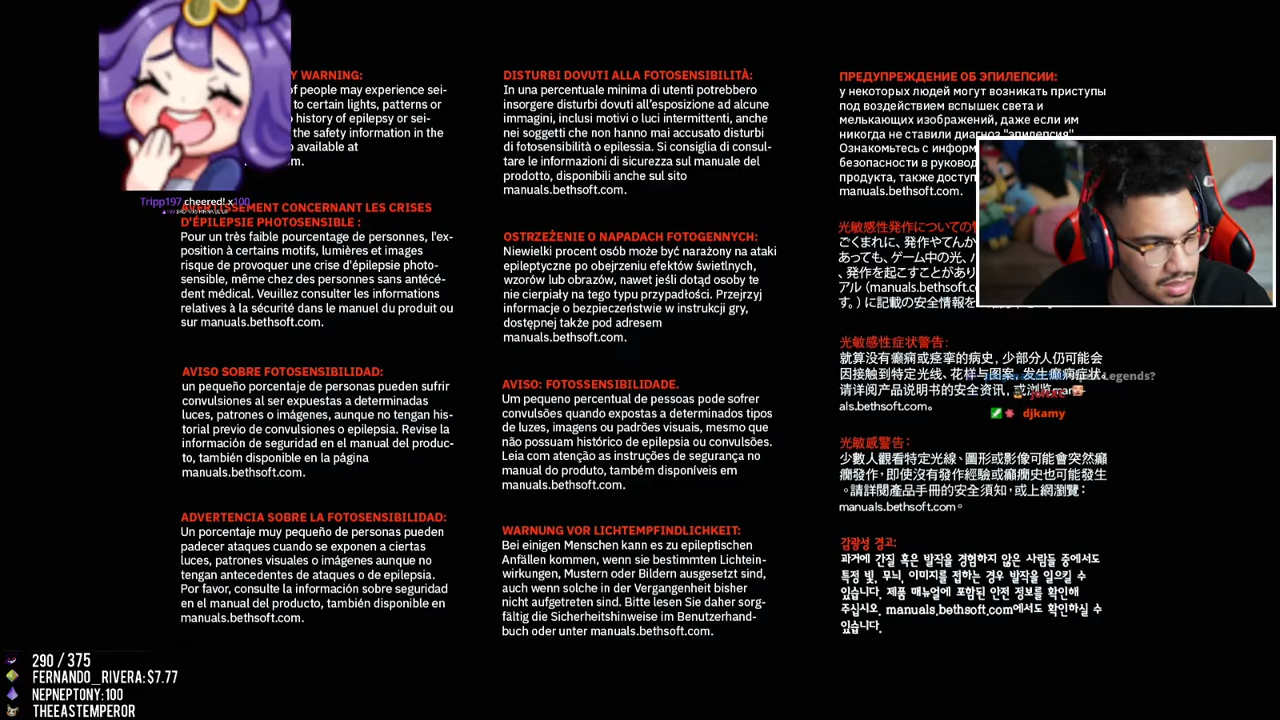 Y WARNING:
of people may experience sei-
to certain lights, patterns or
history of epilepsy or sei-
the safety information in the
available at
m.
Tripp197 cheered! x100
AVERTISSEMENT CONCERNANT LES CRISES
D'ÉPILEPSIE PHOTOSENSIBLE :
Pour un très faible pourcentage de personnes, l'ex-
position à certains motifs, lumières et images
risque de provoquer une crise d'épilepsie photo-
sensible, même chez des personnes sans antécé-
dent médical. Veuillez consulter les informations
relatives à la sécurité dans le manuel du produit ou
sur manuals.bethsoft.com.
AVISO SOBRE FOTOSENSIBILIDAD:
un pequeño porcentaje de personas pueden sufrir
convulsiones al ser expuestas a determinadas
luces, patrones o imágenes, aunque no tengan his-
torial previo de convulsiones o epilepsia. Revise la
información de seguridad en el manual del produc-
to, también disponible en la página
manuals.bethsoft.com.
ADVERTENCIA SOBRE LA FOTOSENSIBILIDAD:
Un porcentaje muy pequeño de personas pueden
padecer ataques cuando se exponen a ciertas
luces, patrones visuales o imágenes aunque no
tengan antecedentes de ataques o de epilepsia.
Por favor, consulte la información sobre seguridad
en el manual del producto, también disponible en
manuals.bethsoft.com.
DISTURBI DOVUTI ALLA FOTOSENSIBILITÀ:
In una percentuale minima di utenti potrebbero
insorgere disturbi dovuti all'esposizione ad alcune
immagini, inclusi motivi o luci intermittenti, anche
nei soggetti che non hanno mai accusato disturbi
di fotosensibilità o epilessia. Si consiglia di consul-
tare le informazioni di sicurezza sul manuale del
prodotto, disponibili anche sul sito
manuals.bethsoft.com.
OSTRZEŻENIE O NAPADACH FOTOGENNYCH:
Niewielki procent osób może być narażony na ataki
epileptyczne po obejrzeniu efektów świetlnych,
wzorów lub obrazów, nawet jeśli dotąd osoby te
nie cierpiały na tego typu przypadłości. Przejrzyj
informacje o bezpieczeństwie w instrukcji gry,
dostępnej także pod adresem
manuals.bethsoft.com.
AVISO: FOTOSSENSIBILIDADE.
Um pequeno percentual de pessoas pode sofrer
convulsões quando expostas a determinados tipos
de luzes, imagens ou padrões visuais, mesmo que
não possuam histórico de epilepsia ou convulsões.
Leia com atenção as instruções de segurança no
manual do produto, também disponíveis em
manuals.bethsoft.com.
WARNUNG VOR LICHTEMPFINDLICHKEIT:
Bei einigen Menschen kann es zu epileptischen
Anfällen kommen, wenn sie bestimmten Lichtein-
wirkungen, Mustern oder Bildern ausgesetzt sind,
auch wenn solche in der Vergangenheit bisher
nicht aufgetreten sind. Bitte lesen Sie daher sorg-
fältig die Sicherheitshinweise im Benutzerhand-
buch oder unter manuals.bethsoft.com.
ПРЕДУПРЕЖДЕНИЕ ОБ ЭПИЛЕПСИИ:
у некоторых людей могут возникать приступы
под воздействием вспышек света и
мелькающих изображений, даже если им
никогда не ставили диагноз "эпилепсия".
Ознакомьтесь с информ
безопасности в руковод
продукта, также доступ
manuals.bethsoft.com.
光敏感性発作についての
ごくまれに、発作やてんか
あっても、ゲーム中の光、
、発作を起こすことがあり
アル (manuals.bethsoft.c
す。) に記載の安全情報を
光敏感性症状警告:
就算没有癫痫或痉挛的病史, 少部分人仍可能会
因接触到特定光线、花样与图案, 发生癫痫症状。
请详阅产品说明书的安全资讯, 或浏览man
als.bethsoft.com。
Legends?
djkamy
光敏感警告:
少數人觀看特定光線、圖形或影像可能會突然癲
癇發作, 即使沒有發作經驗或癲癇史也可能發生
。請詳閱產品手冊的安全須知, 或上網瀏覽:
manuals.bethsoft.com。
감광성 경고:
과거에 간질 혹은 발작을 경험하지 않은 사람들 중에서도
특정 빛, 무늬, 이미지를 접하는 경우 발작을 일으킬 수
있습니다. 제품 매뉴얼에 포함된 안전 정보를 확인해
주십시오. manuals.bethsoft.com에서도 확인하실 수
있습니다.
290 / 375
FERNANDO_RIVERA: $7.77
NEPNEPTONY: 100
THEEASTEMPEROR